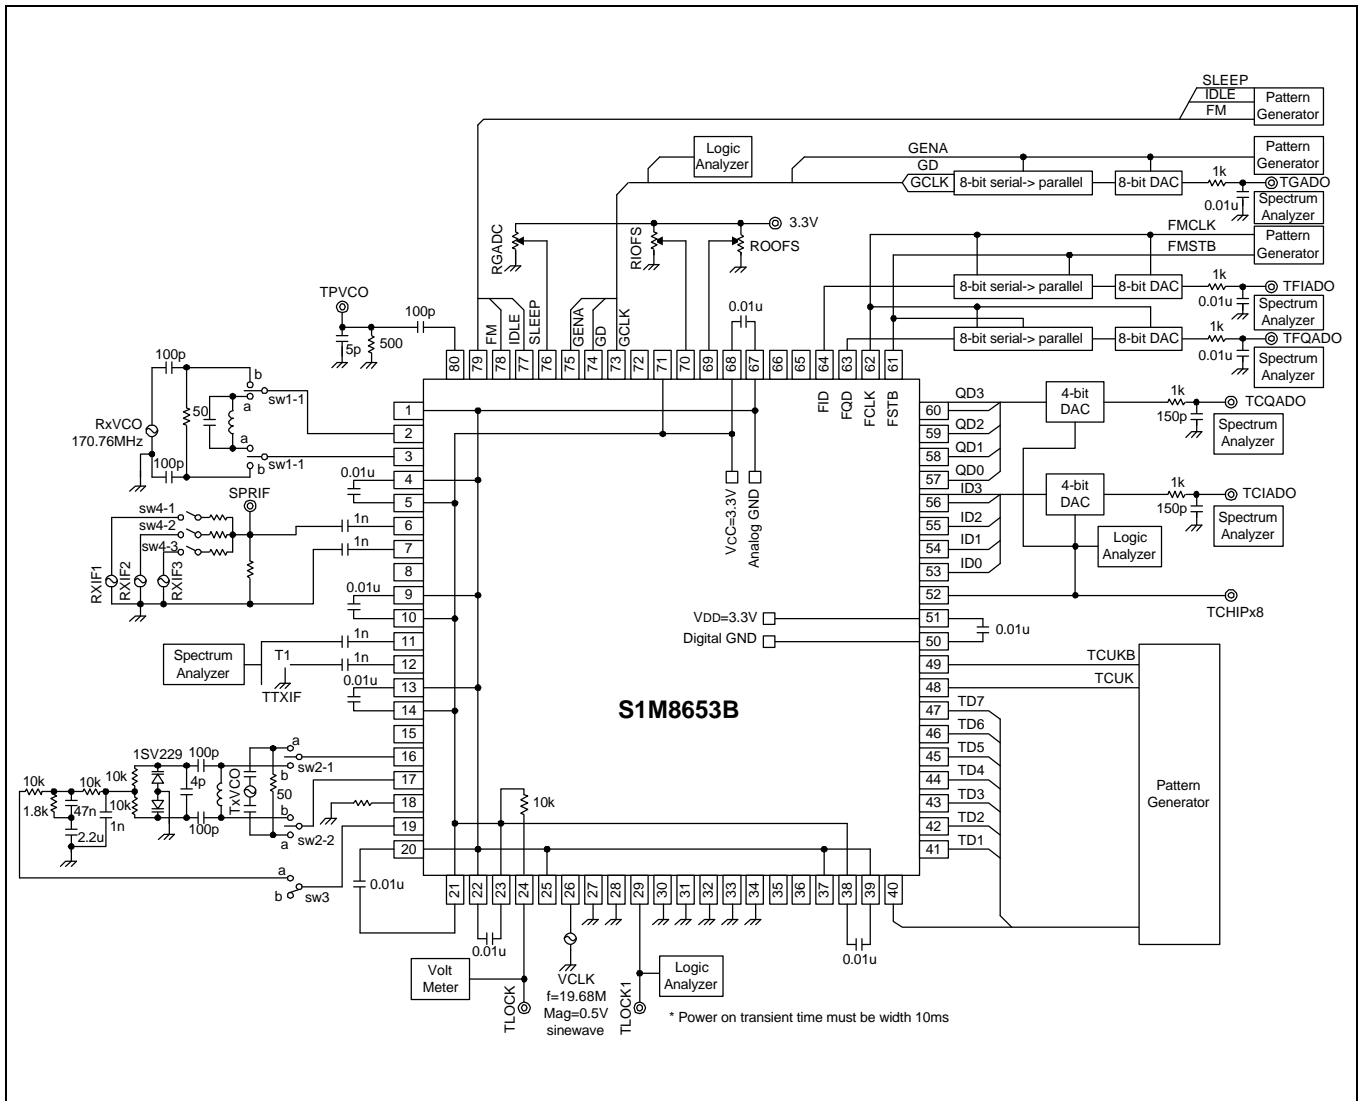 SLEEP
IDLE
FM
Pattern Generator
Logic Analyzer
GENA
GD
GCLK
8-bit serial-> parallel
8-bit DAC
Pattern Generator
1k
TGADO
0.01u
Spectrum Analyzer
RGADC
RIOFS
ROOFS
3.3V
FMCLK
FMSTB
Pattern Generator
8-bit serial-> parallel
8-bit DAC
1k
TFIADO
0.01u
Spectrum Analyzer
8-bit serial-> parallel
8-bit DAC
1k
TFQADO
0.01u
Spectrum Analyzer
TPVCO
100p
5p
500
FM
IDLE
SLEEP
GENA
GD
GCLK
0.01u
80
79
78
77
76
75
74
73
72
71
70
69
68
67
66
65
64
63
62
61
FID
FQD
FCLK
FSTB
100p
RxVCO
170.76MHz
50
b
a
sw1-1
a
b
sw1-1
100p
1
2
3
4
5
6
7
8
9
10
11
12
13
14
15
16
17
18
19
20
0.01u
SPRIF
sw4-1
sw4-2
sw4-3
RXIF1
RXIF2
RXIF3
1n
1n
0.01u
Spectrum Analyzer
T1
TTXIF
1n
1n
0.01u
VCC=3.3V
Analog GND
VDD=3.3V
Digital GND
S1M8653B
60
59
58
57
56
55
54
53
52
51
50
49
48
47
46
45
44
43
42
41
QD3
QD2
QD1
QD0
ID3
ID2
ID1
ID0
4-bit DAC
1k
TCQADO
150p
Spectrum Analyzer
4-bit DAC
1k
TCIADO
150p
Spectrum Analyzer
Logic Analyzer
TCHIPx8
0.01u
TCUKB
TCUK
TD7
TD6
TD5
TD4
TD3
TD2
TD1
Pattern Generator
1SV229
100p
10k
10k
10k
10k
1.8k
47n
1n
2.2u
4p
100p
TxVCO
50
a
b
sw2-1
b
a
sw2-2
a
b
sw3
0.01u
10k
21
22
23
24
25
26
27
28
29
30
31
32
33
34
35
36
37
38
39
40
0.01u
0.01u
Volt Meter
TLOCK
VCLK
f=19.68M
Mag=0.5V
sinewave
TLOCK1
Logic Analyzer
* Power on transient time must be width 10ms